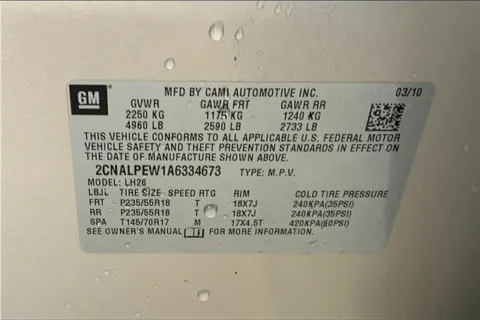 GM
MFD BY CAMI AUTOMOTIVE INC. 03/10
GVWR GAWR FRT GAWR RR
2250 KG 1175 KG 1240 KG
4960 LB 2590 LB 2733 LB
THIS VEHICLE CONFORMS TO ALL APPLICABLE U.S. FEDERAL MOTOR
VEHICLE SAFETY AND THEFT PREVENTION STANDARDS IN EFFECT ON
THE DATE OF MANUFACTURE SHOWN ABOVE.
2CNALPEW1A6334673 TYPE: M.P.V.
MODEL: LH26
LBJL TIRE SIZE SPEED RTG RIM COLD TIRE PRESSURE
FRT P235/55R18 T 18X7J 240KPA(35PSI)
RR P235/55R18 T 18X7J 240KPA(35PSI)
SPA T145/70R17 M 17X4.5T 420KPA(60PSI)
SEE OWNER'S MANUAL FOR MORE INFORMATION.